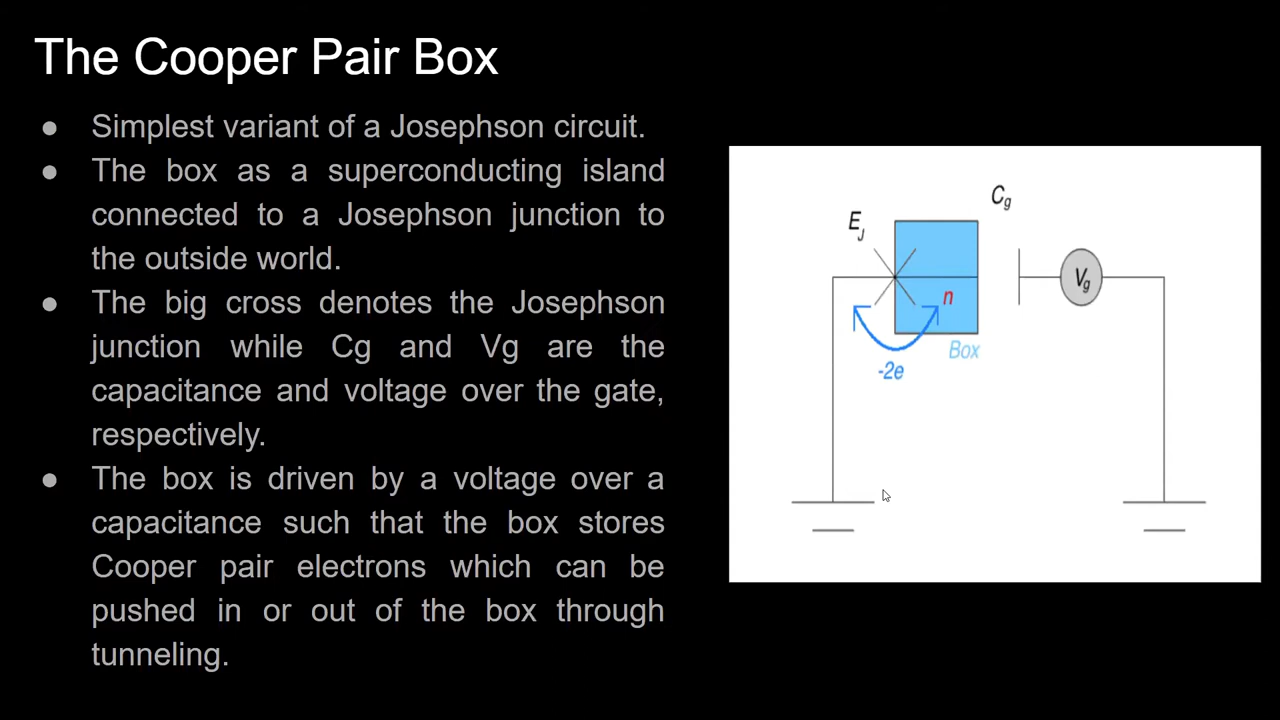 The Cooper Pair Box
● Simplest variant of a Josephson circuit.
● The box as a superconducting island
connected to a Josephson junction to
the outside world.
● The big cross denotes the Josephson
junction while Cg and Vg are the
capacitance and voltage over the gate,
respectively.
● The box is driven by a voltage over a
capacitance such that the box stores
Cooper pair electrons which can be
pushed in or out of the box through
tunneling.
Cg
EJ
Vg
n
Box
-2e